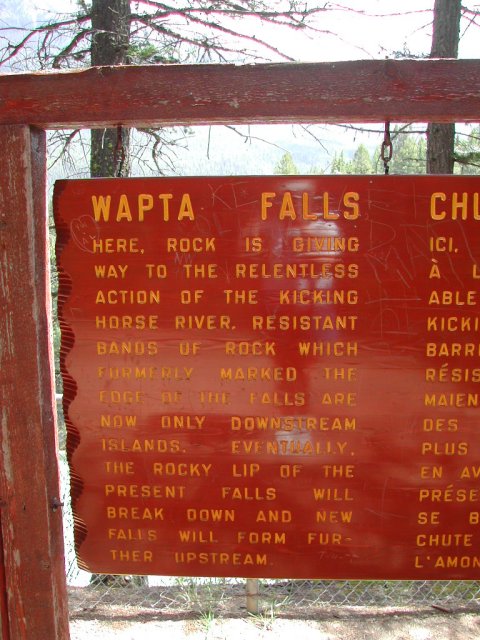 WAPTA FALLS
HERE, ROCK IS GIVING
WAY TO THE RELENTLESS
ACTION OF THE KICKING
HORSE RIVER. RESISTANT
BANDS OF ROCK WHICH
FORMERLY MARKED THE
EDGE OF THE FALLS ARE
NOW ONLY DOWNSTREAM
ISLANDS. EVENTUALLY,
THE ROCKY LIP OF THE
PRESENT FALLS WILL
BREAK DOWN AND NEW
FALLS WILL FORM FUR-
THER UPSTREAM.
CHU
ICI,
À L
ABLE
KICKI
BARR
RÉSIS
MAIEN
DES
PLUS
EN AV
PRÉSE
SE B
CHUTE
L'AMON